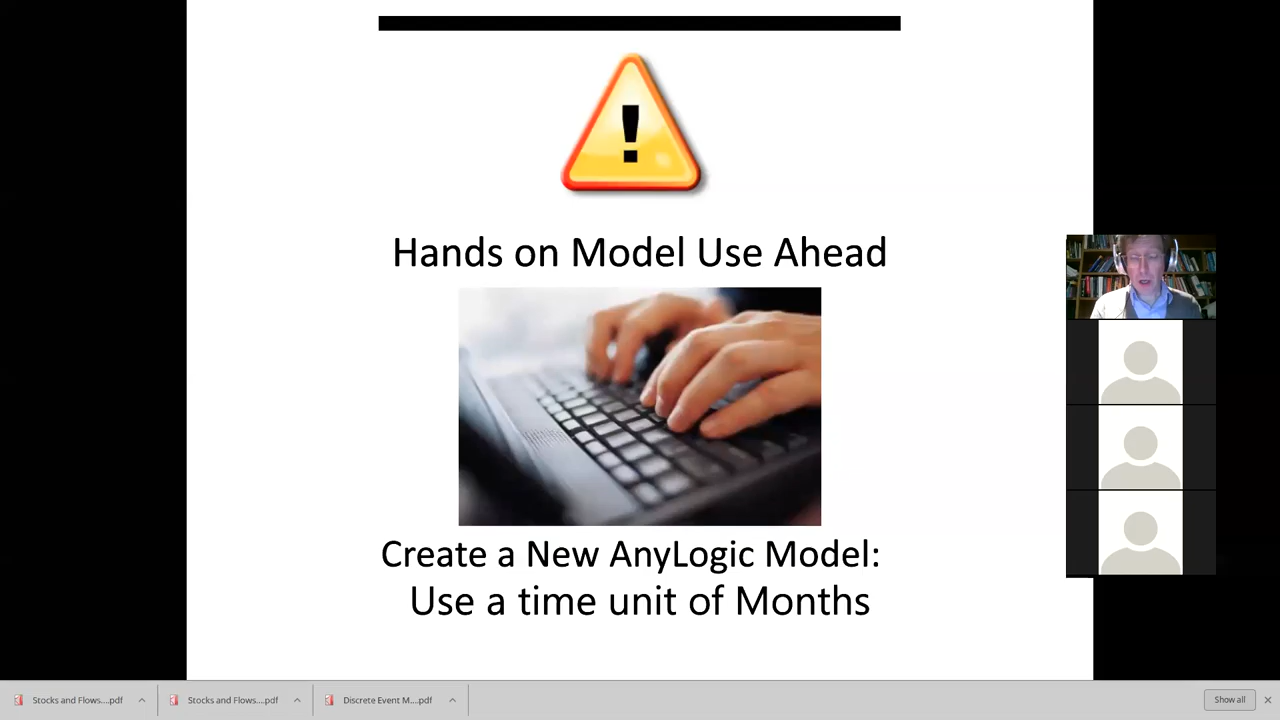 !
Hands on Model Use Ahead
Create a New AnyLogic Model:
Use a time unit of Months
Stocks and Flows....pdf
Stocks and Flows....pdf
Discrete Event M....pdf
Show all